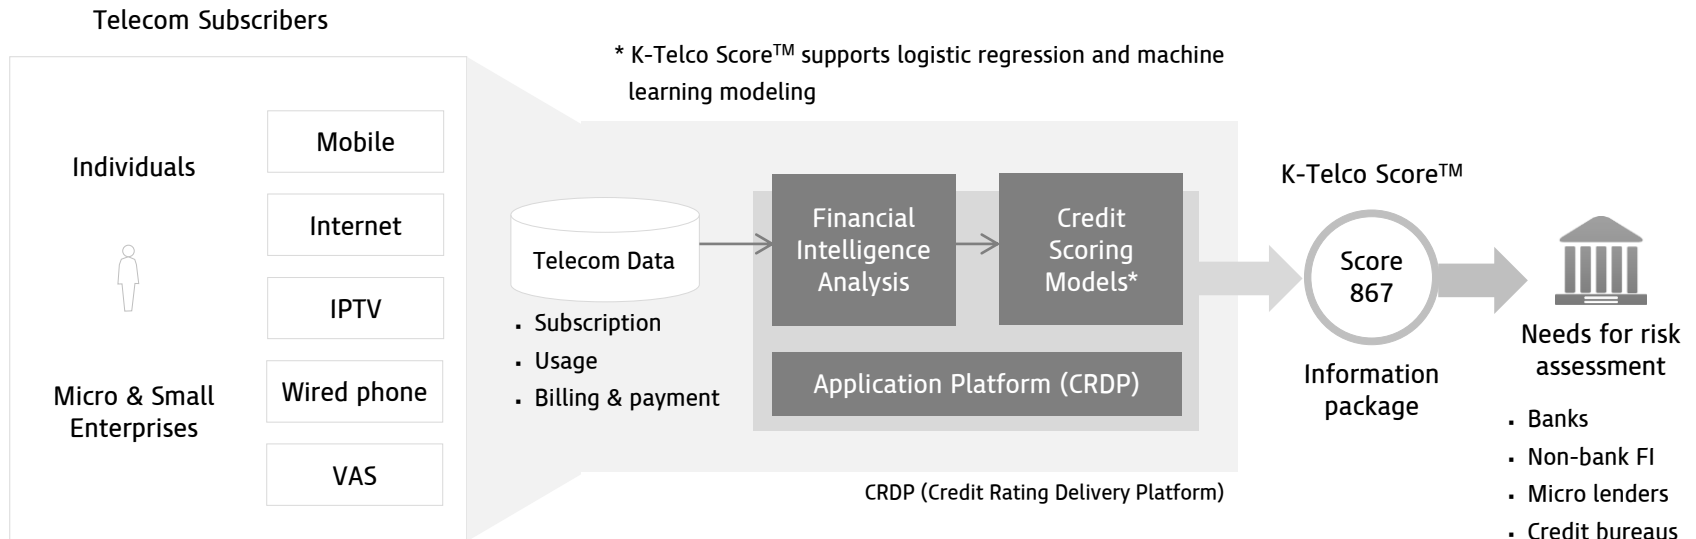 Telecom Subscribers
* K-Telco Score™ supports logistic regression and machine
learning modeling
Individuals
Micro & Small
Enterprises
Mobile
Internet
IPTV
Wired phone
VAS
Telecom Data
▪ Subscription
▪ Usage
▪ Billing & payment
Financial
Intelligence
Analysis
Credit
Scoring
Models*
Application Platform (CRDP)
CRDP (Credit Rating Delivery Platform)
K-Telco Score™
Score
867
Information
package
Needs for risk
assessment
▪ Banks
▪ Non-bank FI
▪ Micro lenders
▪ Credit bureaus